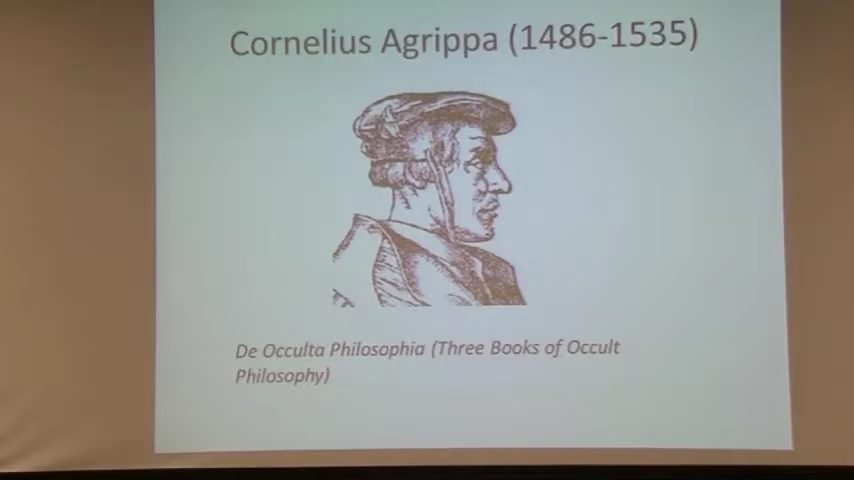 Cornelius Agrippa (1486-1535)
De Occulta Philosophia (Three Books of Occult
Philosophy)